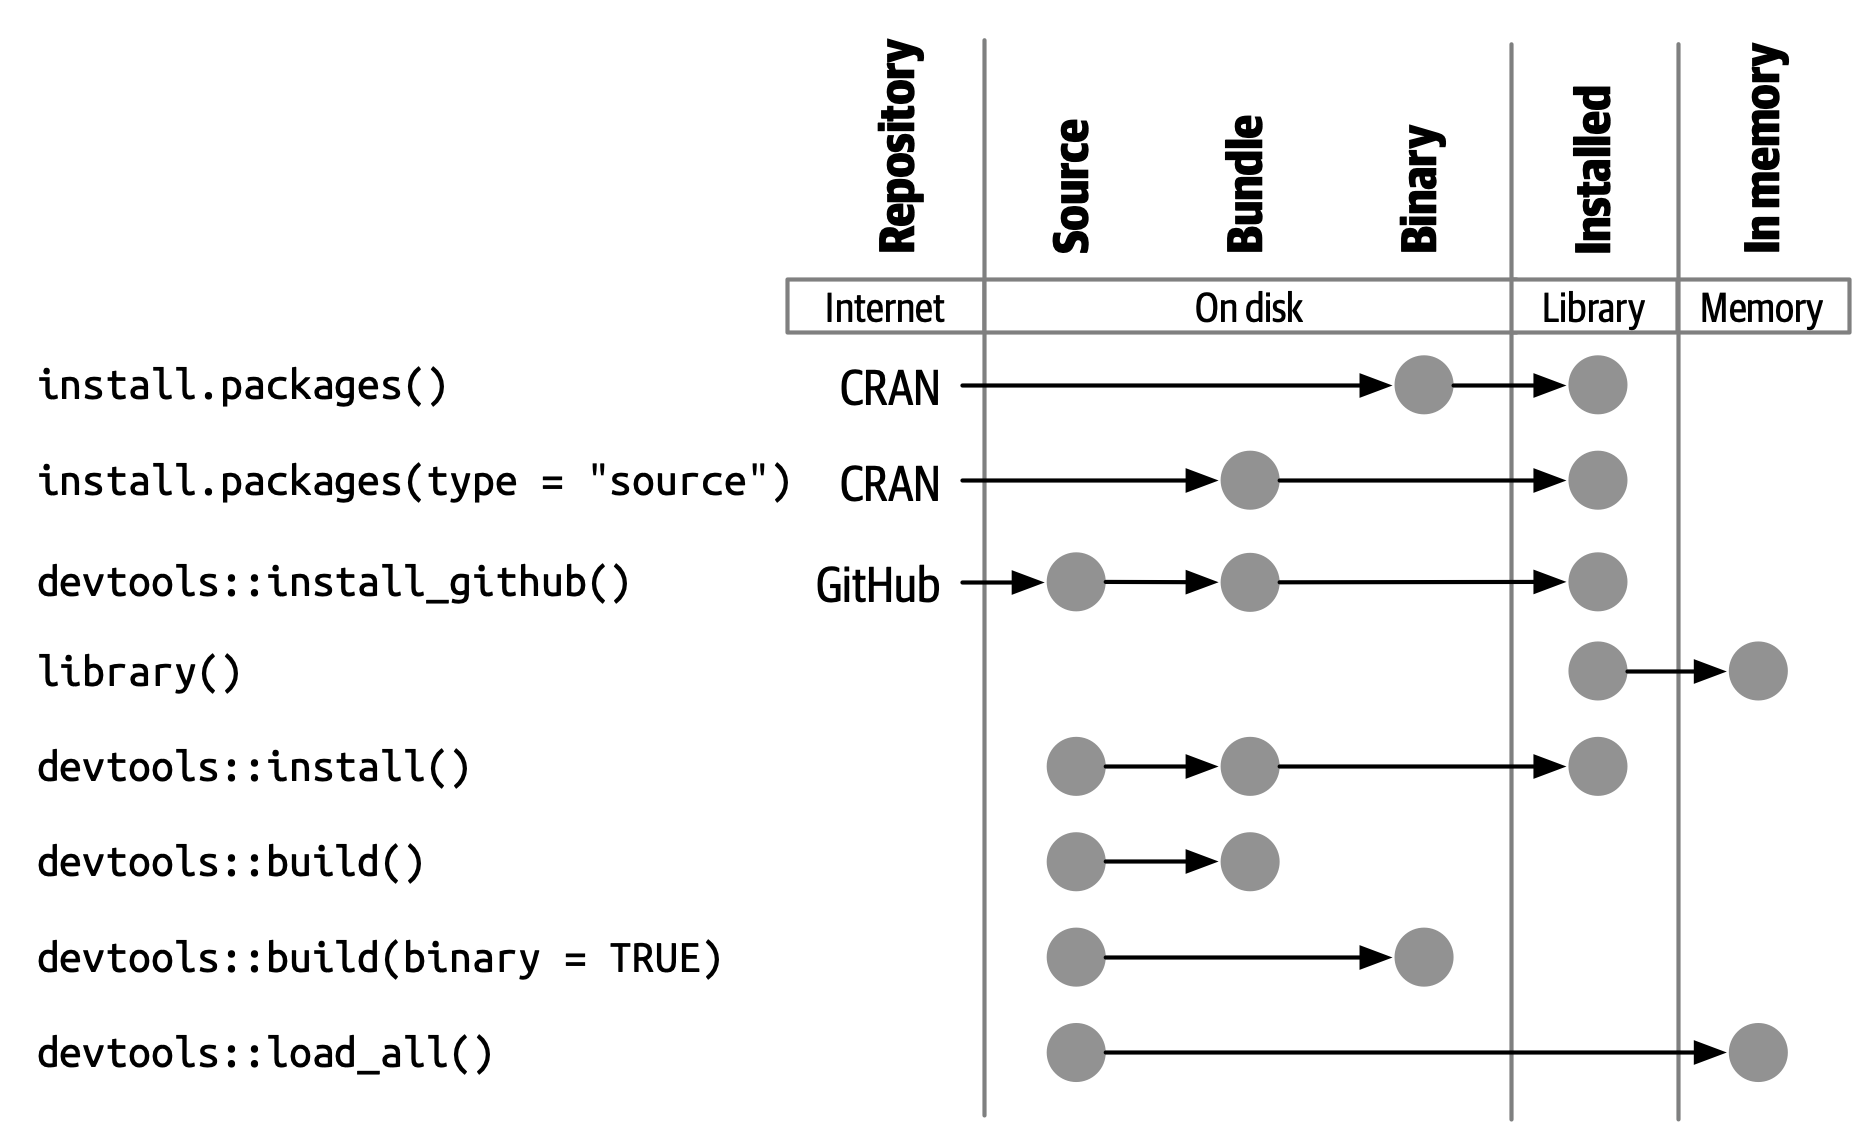 Repository
Source
Bundle
Binary
Installed
In memory
Internet
On disk
Library
Memory
install.packages() CRAN
install.packages(type = "source") CRAN
devtools::install_github() GitHub
library()
devtools::install()
devtools::build()
devtools::build(binary = TRUE)
devtools::load_all()